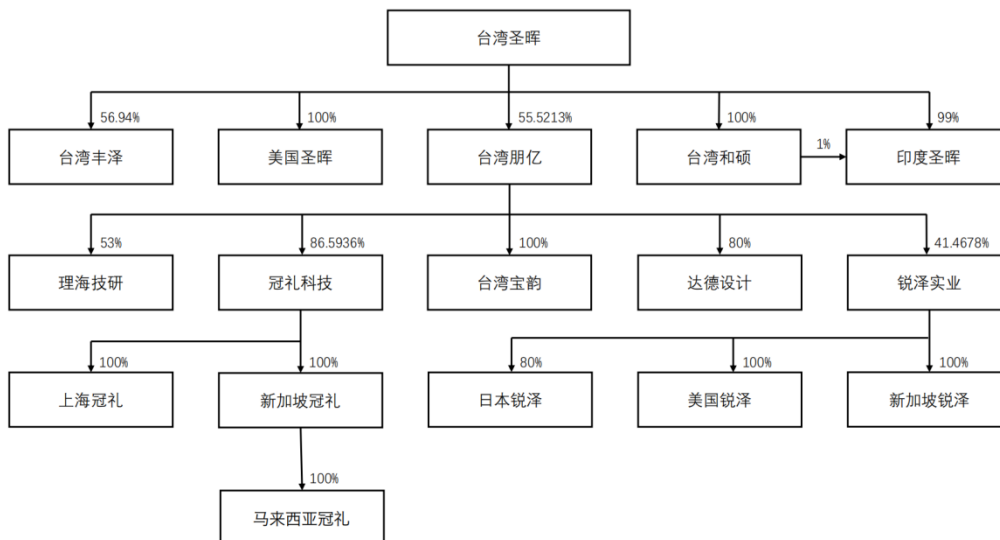 台湾圣晖
56.94%
100%
55.5213%
100%
99%
台湾丰泽
美国圣晖
台湾朋亿
台湾和硕
1%
印度圣晖
53%
86.5936%
100%
80%
41.4678%
理海技研
冠礼科技
台湾宝韵
达德设计
锐泽实业
100%
100%
80%
100%
100%
上海冠礼
新加坡冠礼
日本锐泽
美国锐泽
新加坡锐泽
100%
马来西亚冠礼